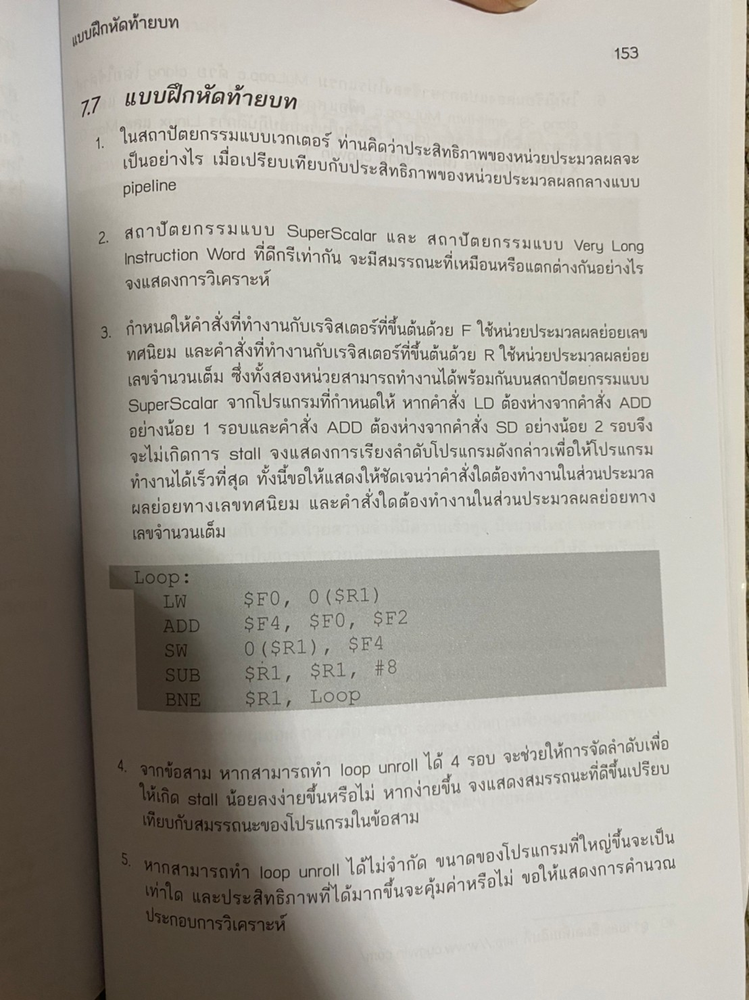 แบบฝึกหัดท้ายบท
153
7.7 แบบฝึกหัดท้ายบท
1. ในสถาปัตยกรรมแบบเวกเตอร์ ท่านคิดว่าประสิทธิภาพของหน่วยประมวลผลจะ
เป็นอย่างไร เมื่อเปรียบเทียบกับประสิทธิภาพของหน่วยประมวลผลกลางแบบ
pipeline
2. สถาปัตยกรรมแบบ SuperScalar และ สถาปัตยกรรมแบบ Very Long
Instruction Word ที่ดีกรีเท่ากัน จะมีสมรรถนะที่เหมือนหรือแตกต่างกันอย่างไร
จงแสดงการวิเคราะห์
3. กำหนดให้คำสั่งที่ทำงานกับเรจิสเตอร์ที่ขึ้นต้นด้วย F ใช้หน่วยประมวลผลย่อยเลข
ทศนิยม และคำสั่งที่ทำงานกับเรจิสเตอร์ที่ขึ้นต้นด้วย R ใช้หน่วยประมวลผลย่อย
เลขจำนวนเต็ม ซึ่งทั้งสองหน่วยสามารถทำงานได้พร้อมกันบนสถาปัตยกรรมแบบ
SuperScalar จากโปรแกรมที่กำหนดให้ หากคำสั่ง LD ต้องห่างจากคำสั่ง ADD
อย่างน้อย 1 รอบและคำสั่ง ADD ต้องห่างจากคำสั่ง SD อย่างน้อย 2 รอบจึง
จะไม่เกิดการ stall จงแสดงการเรียงลำดับโปรแกรมดังกล่าวเพื่อให้โปรแกรม
ทำงานได้เร็วที่สุด ทั้งนี้ขอให้แสดงให้ชัดเจนว่าคำสั่งใดต้องทำงานในส่วนประมวล
ผลย่อยทางเลขทศนิยม และคำสั่งใดต้องทำงานในส่วนประมวลผลย่อยทาง
เลขจำนวนเต็ม
Loop:
LW $F0, 0($R1)
ADD $F4, $F0, $F2
SW 0($R1), $F4
SUB $R1, $R1, #8
BNE $R1, Loop
4. จากข้อสาม หากสามารถทำ loop unroll ได้ 4 รอบ จะช่วยให้การจัดลำดับเพื่อ
ให้เกิด stall น้อยลงง่ายขึ้นหรือไม่ หากง่ายขึ้น จงแสดงสมรรถนะที่ดีขึ้นเปรียบ
เทียบกับสมรรถนะของโปรแกรมในข้อสาม
5. หากสามารถทำ loop unroll ได้ไม่จำกัด ขนาดของโปรแกรมที่ใหญ่ขึ้นจะเป็น
เท่าใด และประสิทธิภาพที่ได้มากขึ้นจะคุ้มค่าหรือไม่ ขอให้แสดงการคำนวณ
ประกอบการวิเคราะห์